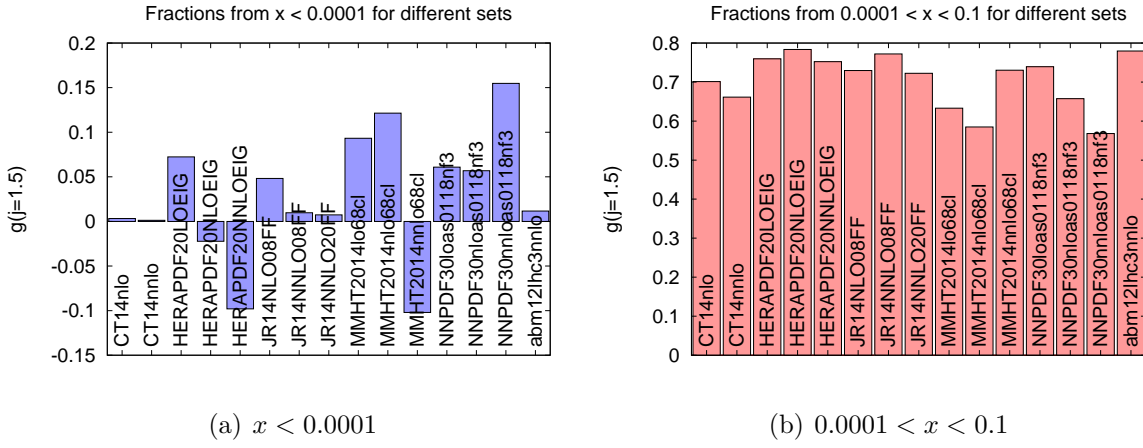 Fractions from x < 0.0001 for different sets
g(j=1.5)
0.2
0.15
0.1
0.05
0
-0.05
-0.1
-0.15
CT14nlo
CT14nnlo
HERAPDF20LOEIG
HERAPDF20NLOEIG
HERAPDF20NNLOEIG
JR14NLO08FF
JR14NNLO08FF
JR14NNLO20FF
MMHT2014lo68cl
MMHT2014nlo68cl
MMHT2014nnlo68cl
NNPDF30loas0118nf3
NNPDF30nloas0118nf3
NNPDF30nnloas0118nf3
abm12lhc3nnlo
(a) x < 0.0001
Fractions from 0.0001 < x < 0.1 for different sets
g(j=1.5)
0.8
0.7
0.6
0.5
0.4
0.3
0.2
0.1
0
CT14nlo
CT14nnlo
HERAPDF20LOEIG
HERAPDF20NLOEIG
HERAPDF20NNLOEIG
JR14NLO08FF
JR14NNLO08FF
JR14NNLO20FF
MMHT2014lo68cl
MMHT2014nlo68cl
MMHT2014nnlo68cl
NNPDF30loas0118nf3
NNPDF30nloas0118nf3
NNPDF30nnloas0118nf3
abm12lhc3nnlo
(b) 0.0001 < x < 0.1